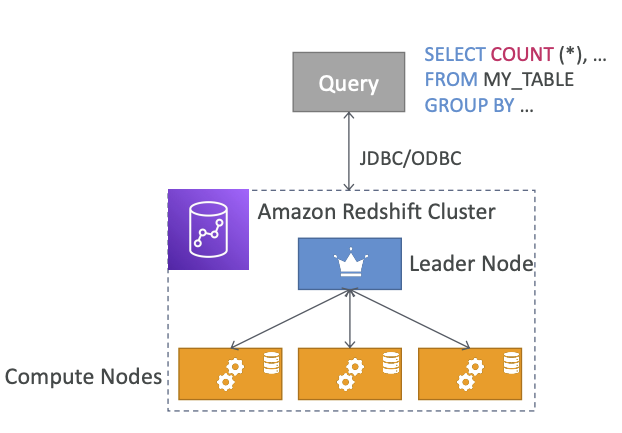 Query
SELECT COUNT (*), ...
FROM MY_TABLE
GROUP BY ...
JDBC/ODBC
Amazon Redshift Cluster
Leader Node
Compute Nodes